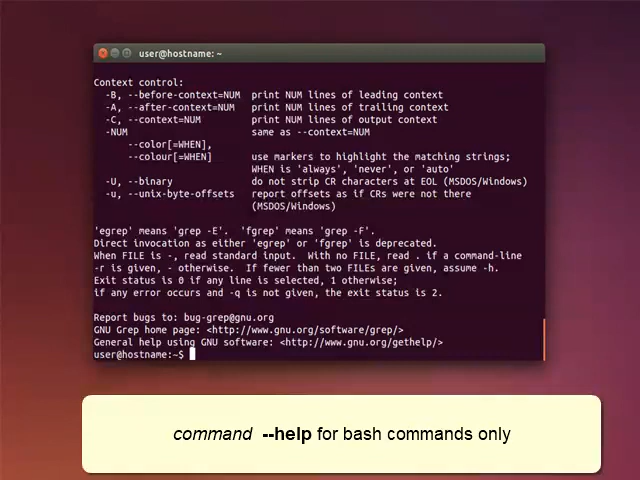 user@hostname: ~
Context control:
-B, --before-context=NUM  print NUM lines of leading context
-A, --after-context=NUM   print NUM lines of trailing context
-C, --context=NUM         print NUM lines of output context
-NUM                      same as --context=NUM
--color[=WHEN],
--colour[=WHEN]       use markers to highlight the matching strings;
WHEN is 'always', 'never', or 'auto'
-U, --binary              do not strip CR characters at EOL (MSDOS/Windows)
-u, --unix-byte-offsets   report offsets as if CRs were not there
(MSDOS/Windows)
'egrep' means 'grep -E'.  'fgrep' means 'grep -F'.
Direct invocation as either 'egrep' or 'fgrep' is deprecated.
When FILE is -, read standard input.  With no FILE, read . if a command-line
-r is given, - otherwise.  If fewer than two FILEs are given, assume -h.
Exit status is 0 if any line is selected, 1 otherwise;
if any error occurs and -q is not given, the exit status is 2.
Report bugs to: bug-grep@gnu.org
GNU Grep home page: <http://www.gnu.org/software/grep/>
General help using GNU software: <http://www.gnu.org/gethelp/>
user@hostname:~$
command --help for bash commands only